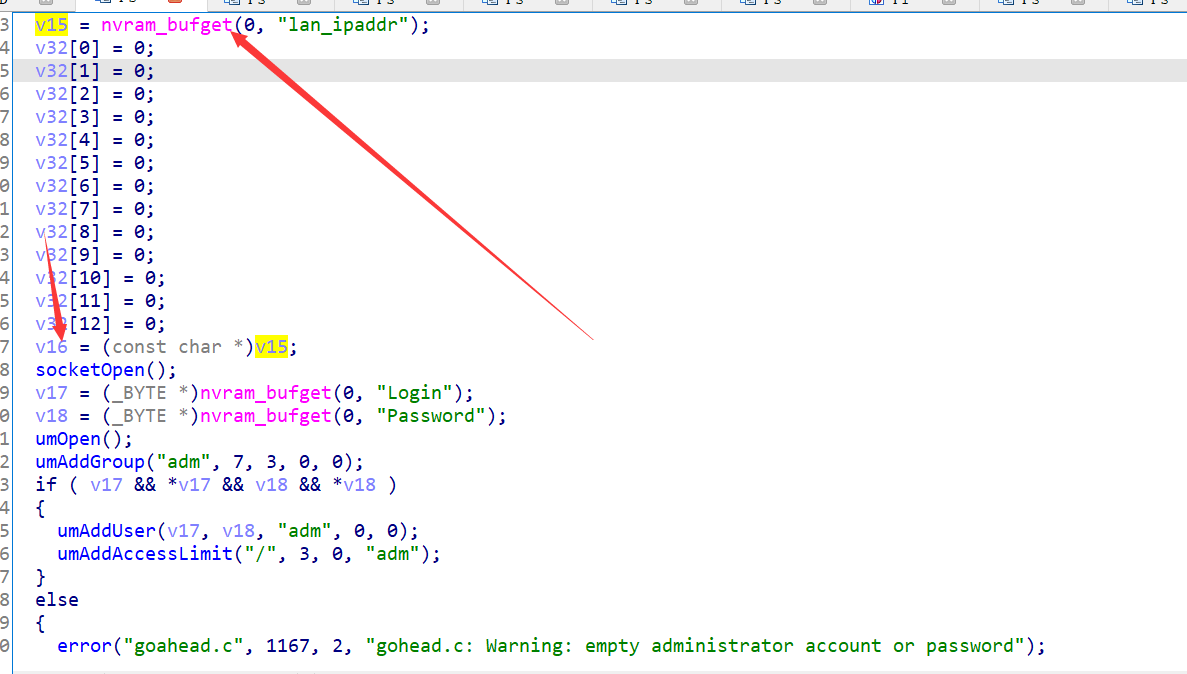 3 v15 = nvram_bufget(0, "lan_ipaddr");
4 v32[0] = 0;
5 v32[1] = 0;
6 v32[2] = 0;
7 v32[3] = 0;
8 v32[4] = 0;
9 v32[5] = 0;
0 v32[6] = 0;
1 v32[7] = 0;
2 v32[8] = 0;
3 v32[9] = 0;
4 v32[10] = 0;
5 v32[11] = 0;
6 v32[12] = 0;
7 v16 = (const char *)v15;
8 socketOpen();
9 v17 = (_BYTE *)nvram_bufget(0, "Login");
0 v18 = (_BYTE *)nvram_bufget(0, "Password");
1 umOpen();
2 umAddGroup("adm", 7, 3, 0, 0);
3 if ( v17 && *v17 && v18 && *v18 )
4 {
5 umAddUser(v17, v18, "adm", 0, 0);
6 umAddAccessLimit("/", 3, 0, "adm");
7 }
8 else
9 {
0 error("goahead.c", 1167, 2, "gohead.c: Warning: empty administrator account or password");